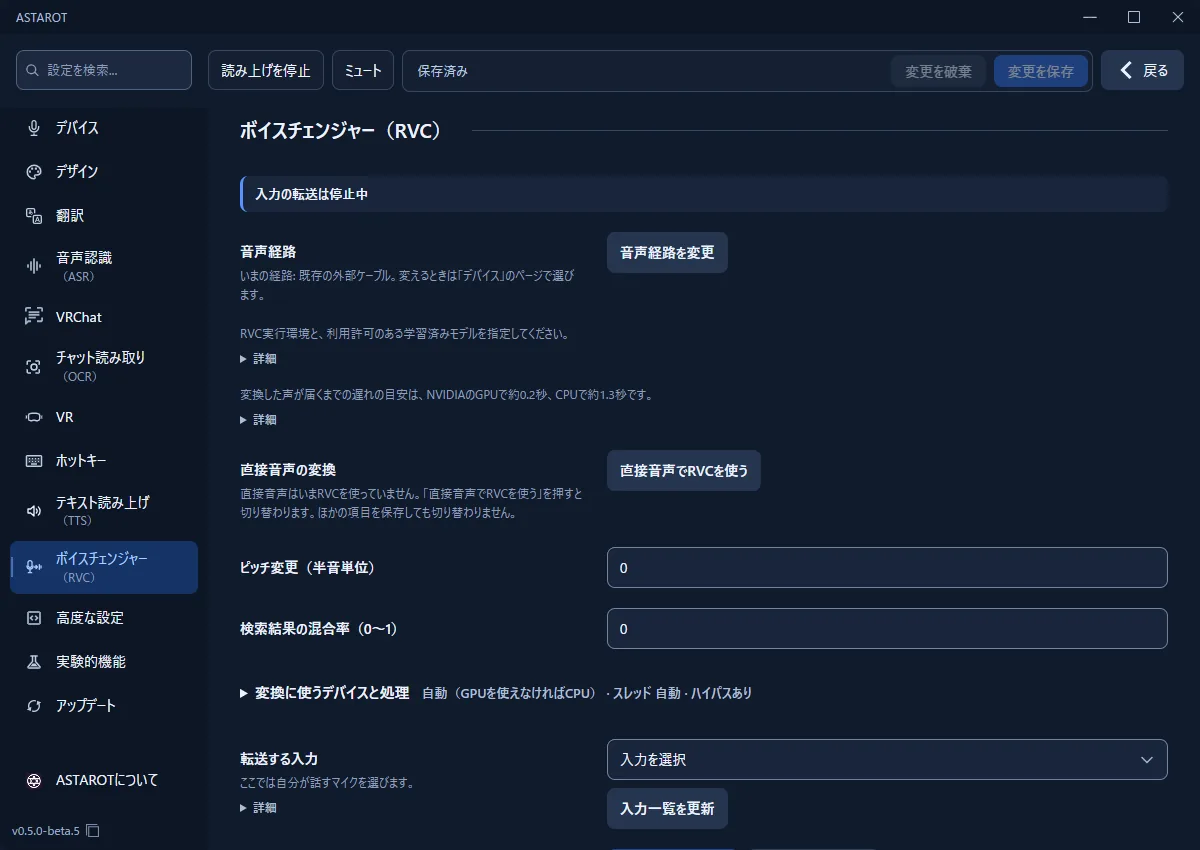 ASTAROT
設定を検索...
読み上げを停止
ミュート
保存済み
変更を破棄
変更を保存
戻る
デバイス
デザイン
翻訳
音声認識
（ASR）
VRChat
チャット読み取り
（OCR）
VR
ホットキー
テキスト読み上げ
（TTS）
ボイスチェンジャー
（RVC）
高度な設定
実験的機能
アップデート
ASTAROTについて
v0.5.0-beta.5
ボイスチェンジャー（RVC）
入力の転送は停止中
音声経路
いまの経路: 既存の外部ケーブル。変えるときは「デバイス」のページで選び
ます。
音声経路を変更
RVC実行環境と、利用許可のある学習済みモデルを指定してください。
詳細
変換した声が届くまでの遅れの目安は、NVIDIAのGPUで約0.2秒、CPUで約1.3秒です。
詳細
直接音声の変換
直接音声はいまRVCを使っていません。「直接音声でRVCを使う」を押すと
切り替わります。ほかの項目を保存しても切り替わりません。
直接音声でRVCを使う
ピッチ変更（半音単位）
0
検索結果の混合率（0～1）
0
変換に使うデバイスと処理 自動（GPUを使えなければCPU） · スレッド 自動 · ハイパスあり
転送する入力
ここでは自分が話すマイクを選びます。
詳細
入力を選択
入力一覧を更新